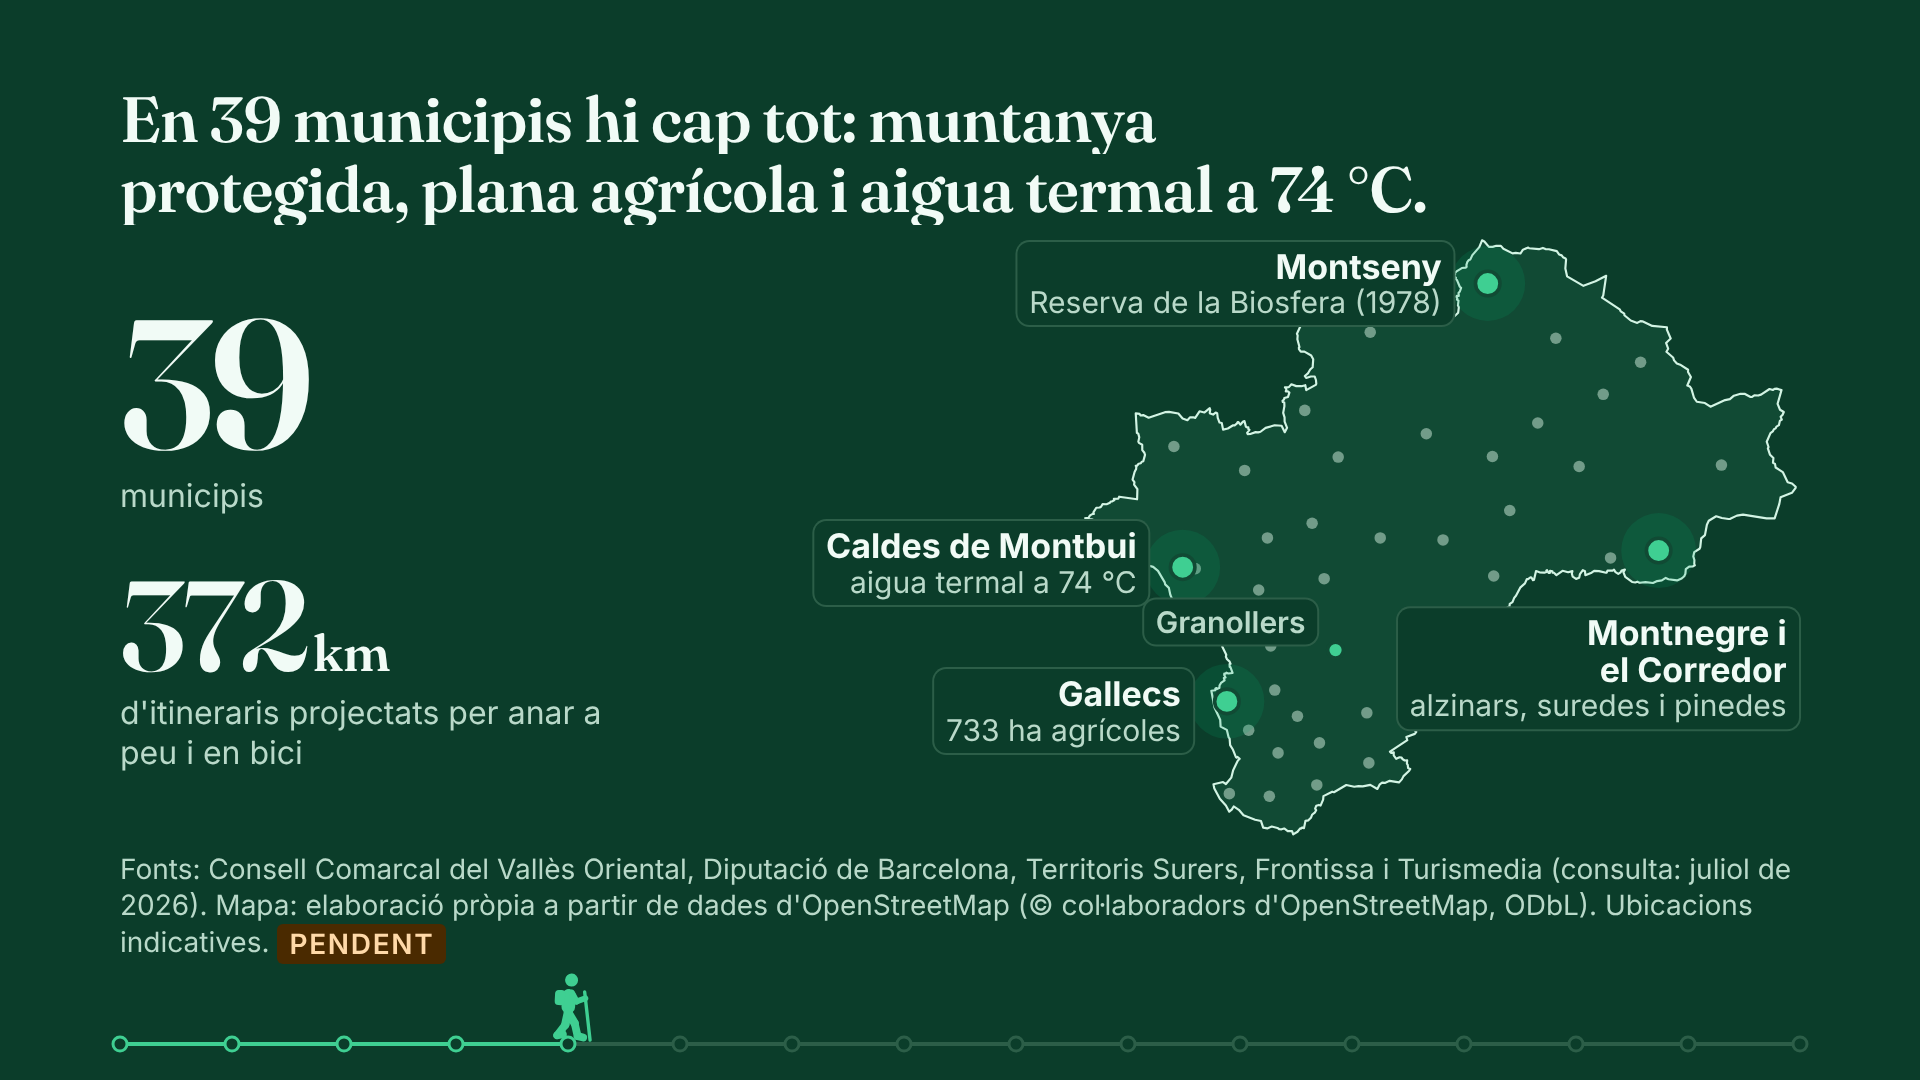 En 39 municipis hi cap tot: muntanya
protegida, plana agrícola i aigua termal a 74 °C.
39
municipis
372km
d'itineraris projectats per anar a
peu i en bici
Montseny
Reserva de la Biosfera (1978)
Caldes de Montbui
aigua termal a 74 °C
Granollers
Gallecs
733 ha agrícoles
Montnegre i
el Corredor
alzinars, suredes i pinedes
Fonts: Consell Comarcal del Vallès Oriental, Diputació de Barcelona, Territoris Surers, Frontissa i Turismedia (consulta: juliol de
2026). Mapa: elaboració pròpia a partir de dades d'OpenStreetMap (© col·laboradors d'OpenStreetMap, ODbL). Ubicacions
indicatives. PENDENT